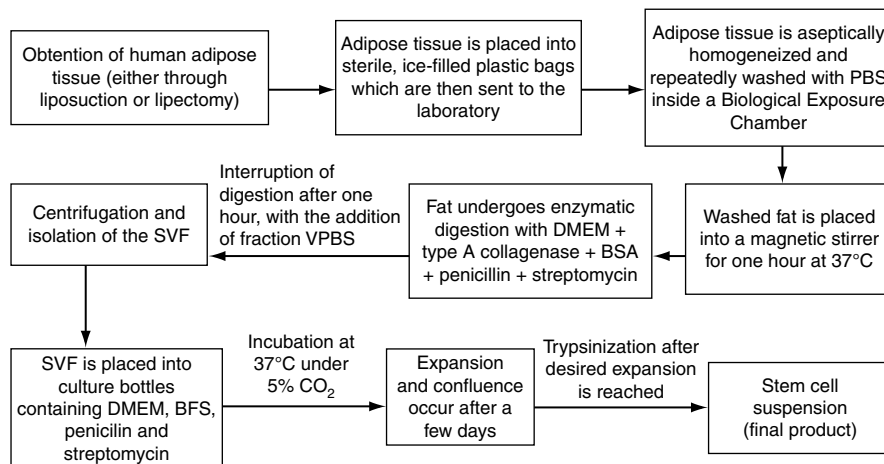 Obtention of human adipose
tissue (either through
liposuction or lipectomy)
Adipose tissue is placed into
sterile, ice-filled plastic bags
which are then sent to the
laboratory
Adipose tissue is aseptically
homogeneized and
repeatedly washed with PBS
inside a Biological Exposure
Chamber
Washed fat is placed
into a magnetic stirrer
for one hour at 37°C
Fat undergoes enzymatic
digestion with DMEM +
type A collagenase + BSA
+ penicillin + streptomycin
Interruption of
digestion after one
hour, with the addition
of fraction VPBS
Centrifugation and
isolation of the SVF
SVF is placed into
culture bottles
containing DMEM, BFS,
penicilin and
streptomycin
Incubation at
37°C under
5% CO2
Expansion
and confluence
occur after a
few days
Trypsinization after
desired expansion
is reached
Stem cell
suspension
(final product)